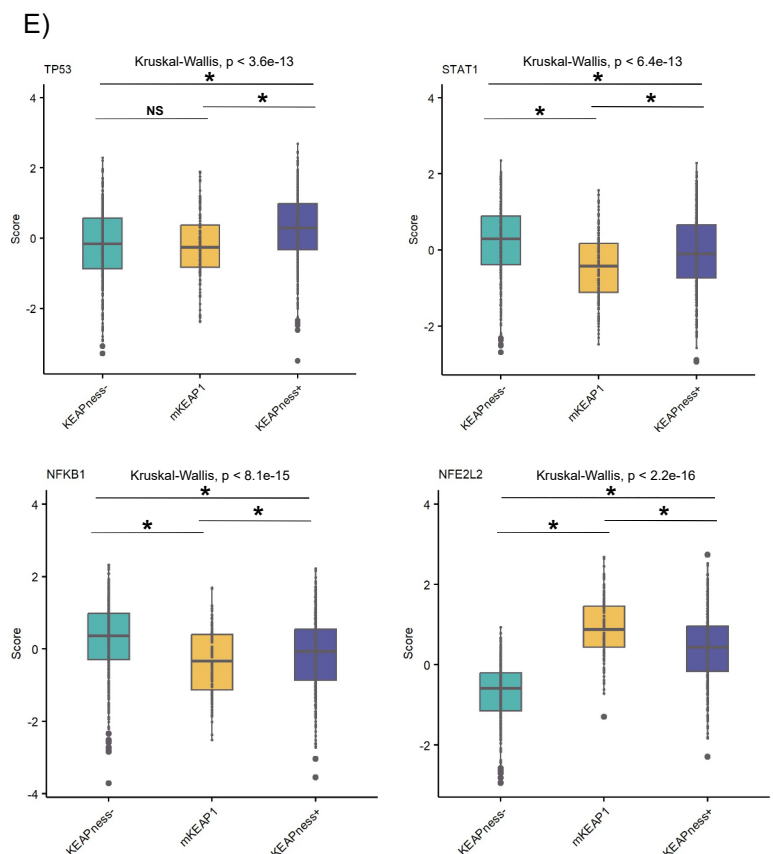 E)
TP53
Kruskal-Wallis, p < 3.6e-13
*
NS
*
Score
4
2
0
-2
KEAPness-
mKEAP1
KEAPness+
STAT1
Kruskal-Wallis, p < 6.4e-13
*
*
*
Score
4
2
0
-2
KEAPness-
mKEAP1
KEAPness+
NFKB1
Kruskal-Wallis, p < 8.1e-15
*
*
*
Score
4
2
0
-2
-4
KEAPness-
mKEAP1
KEAPness+
NFE2L2
Kruskal-Wallis, p < 2.2e-16
*
*
*
Score
4
2
0
-2
KEAPness-
mKEAP1
KEAPness+